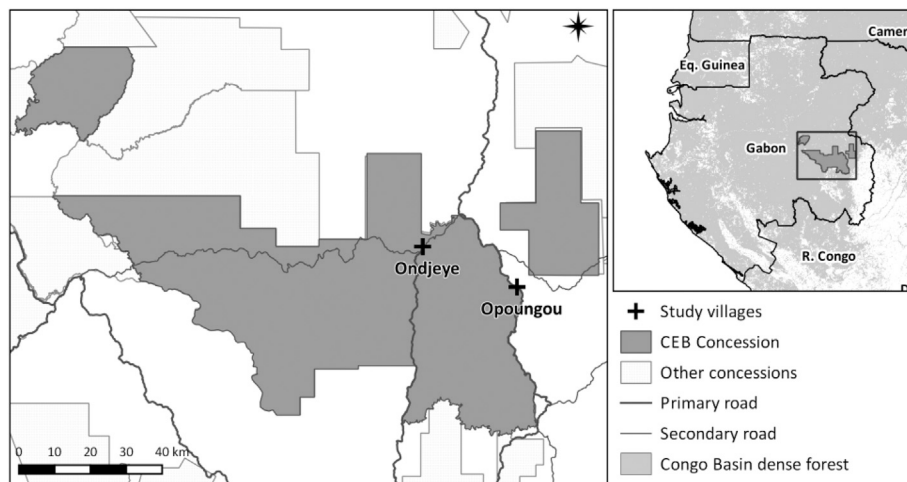 Ondjeye
Opoungou
0 10 20 30 40 km
Camer
Eq. Guinea
Gabon
R. Congo
Study villages
CEB Concession
Other concessions
Primary road
Secondary road
Congo Basin dense forest